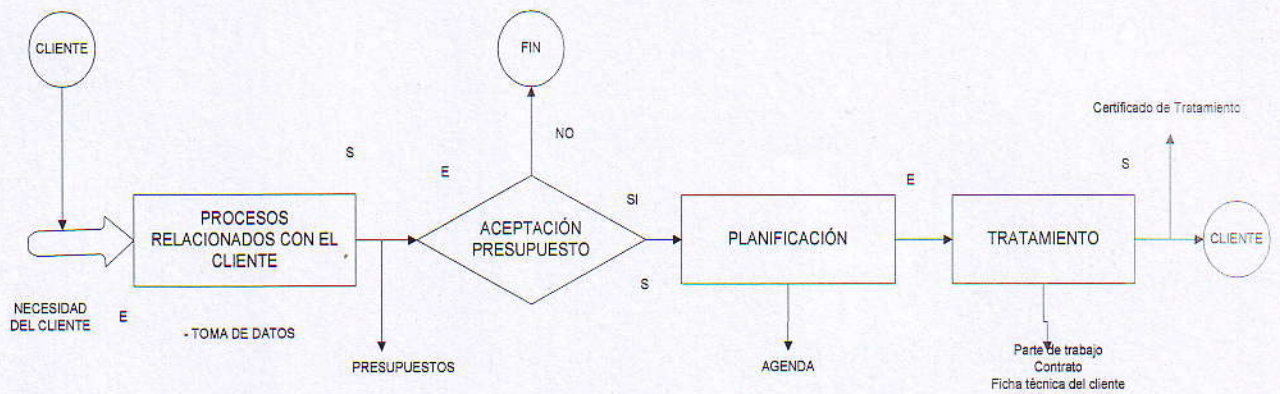 CLIENTE
FIN
Certificado de Tratamiento
NO
S
E
S
E
SI
PROCESOS
RELACIONADOS CON EL
CLIENTE
ACEPTACIÓN
PRESUPUESTO
PLANIFICACIÓN
TRATAMIENTO
CLIENTE
S
NECESIDAD
DEL CLIENTE
E
- TOMA DE DATOS
PRESUPUESTOS
AGENDA
Parte de trabajo
Contrato
Ficha técnica del cliente